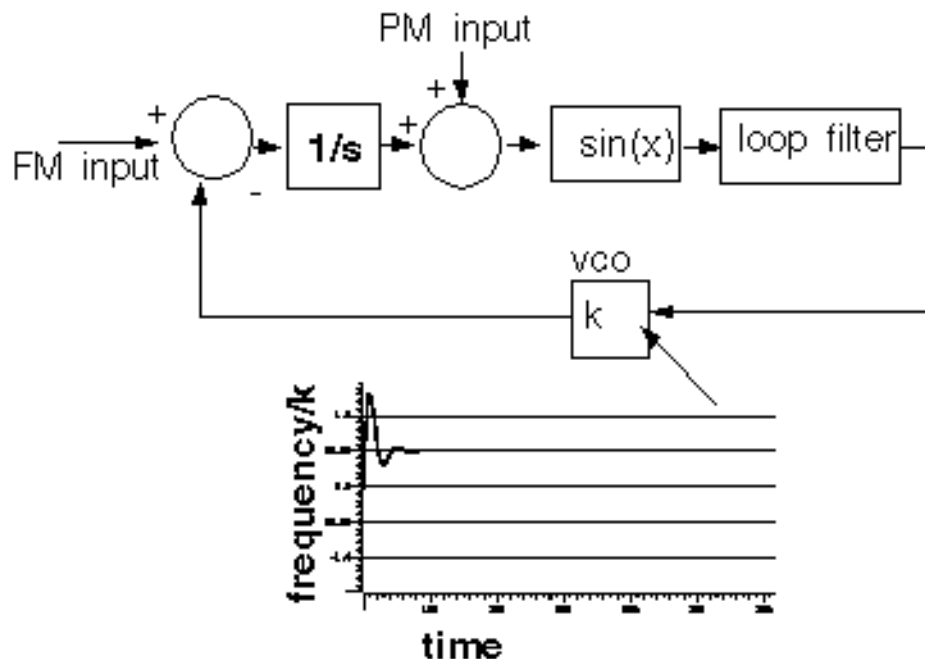 PM input
+
+
+
FM input
-
1/s
sin(x)
loop filter
vco
k
frequency/k
time